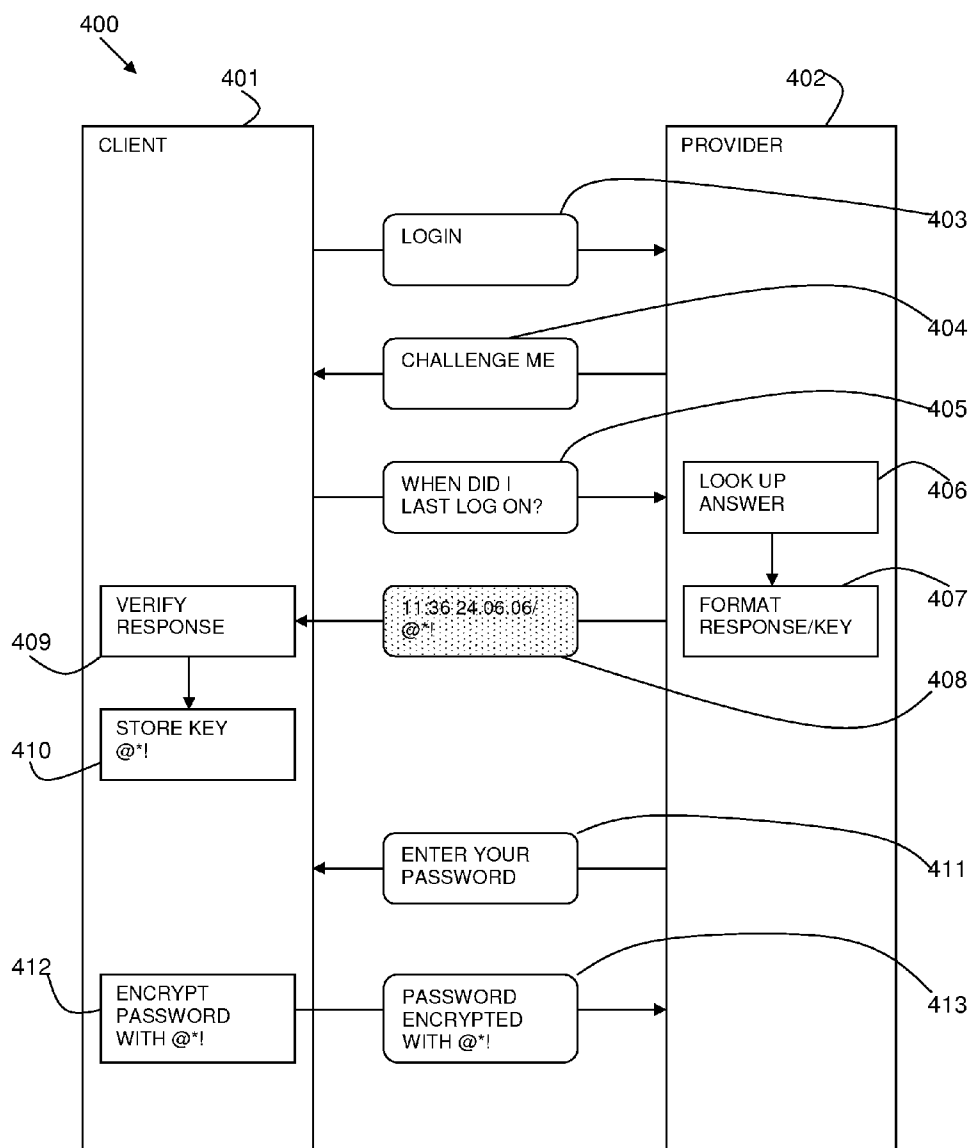 400
401
402
CLIENT
PROVIDER
LOGIN
403
404
CHALLENGE ME
405
WHEN DID I
LAST LOG ON?
LOOK UP
ANSWER
406
VERIFY
RESPONSE
11:36 24.06.06/
@*!
FORMAT
RESPONSE/KEY
407
409
408
STORE KEY
@*!
410
ENTER YOUR
PASSWORD
411
412
ENCRYPT
PASSWORD
WITH @*!
PASSWORD
ENCRYPTED
WITH @*!
413